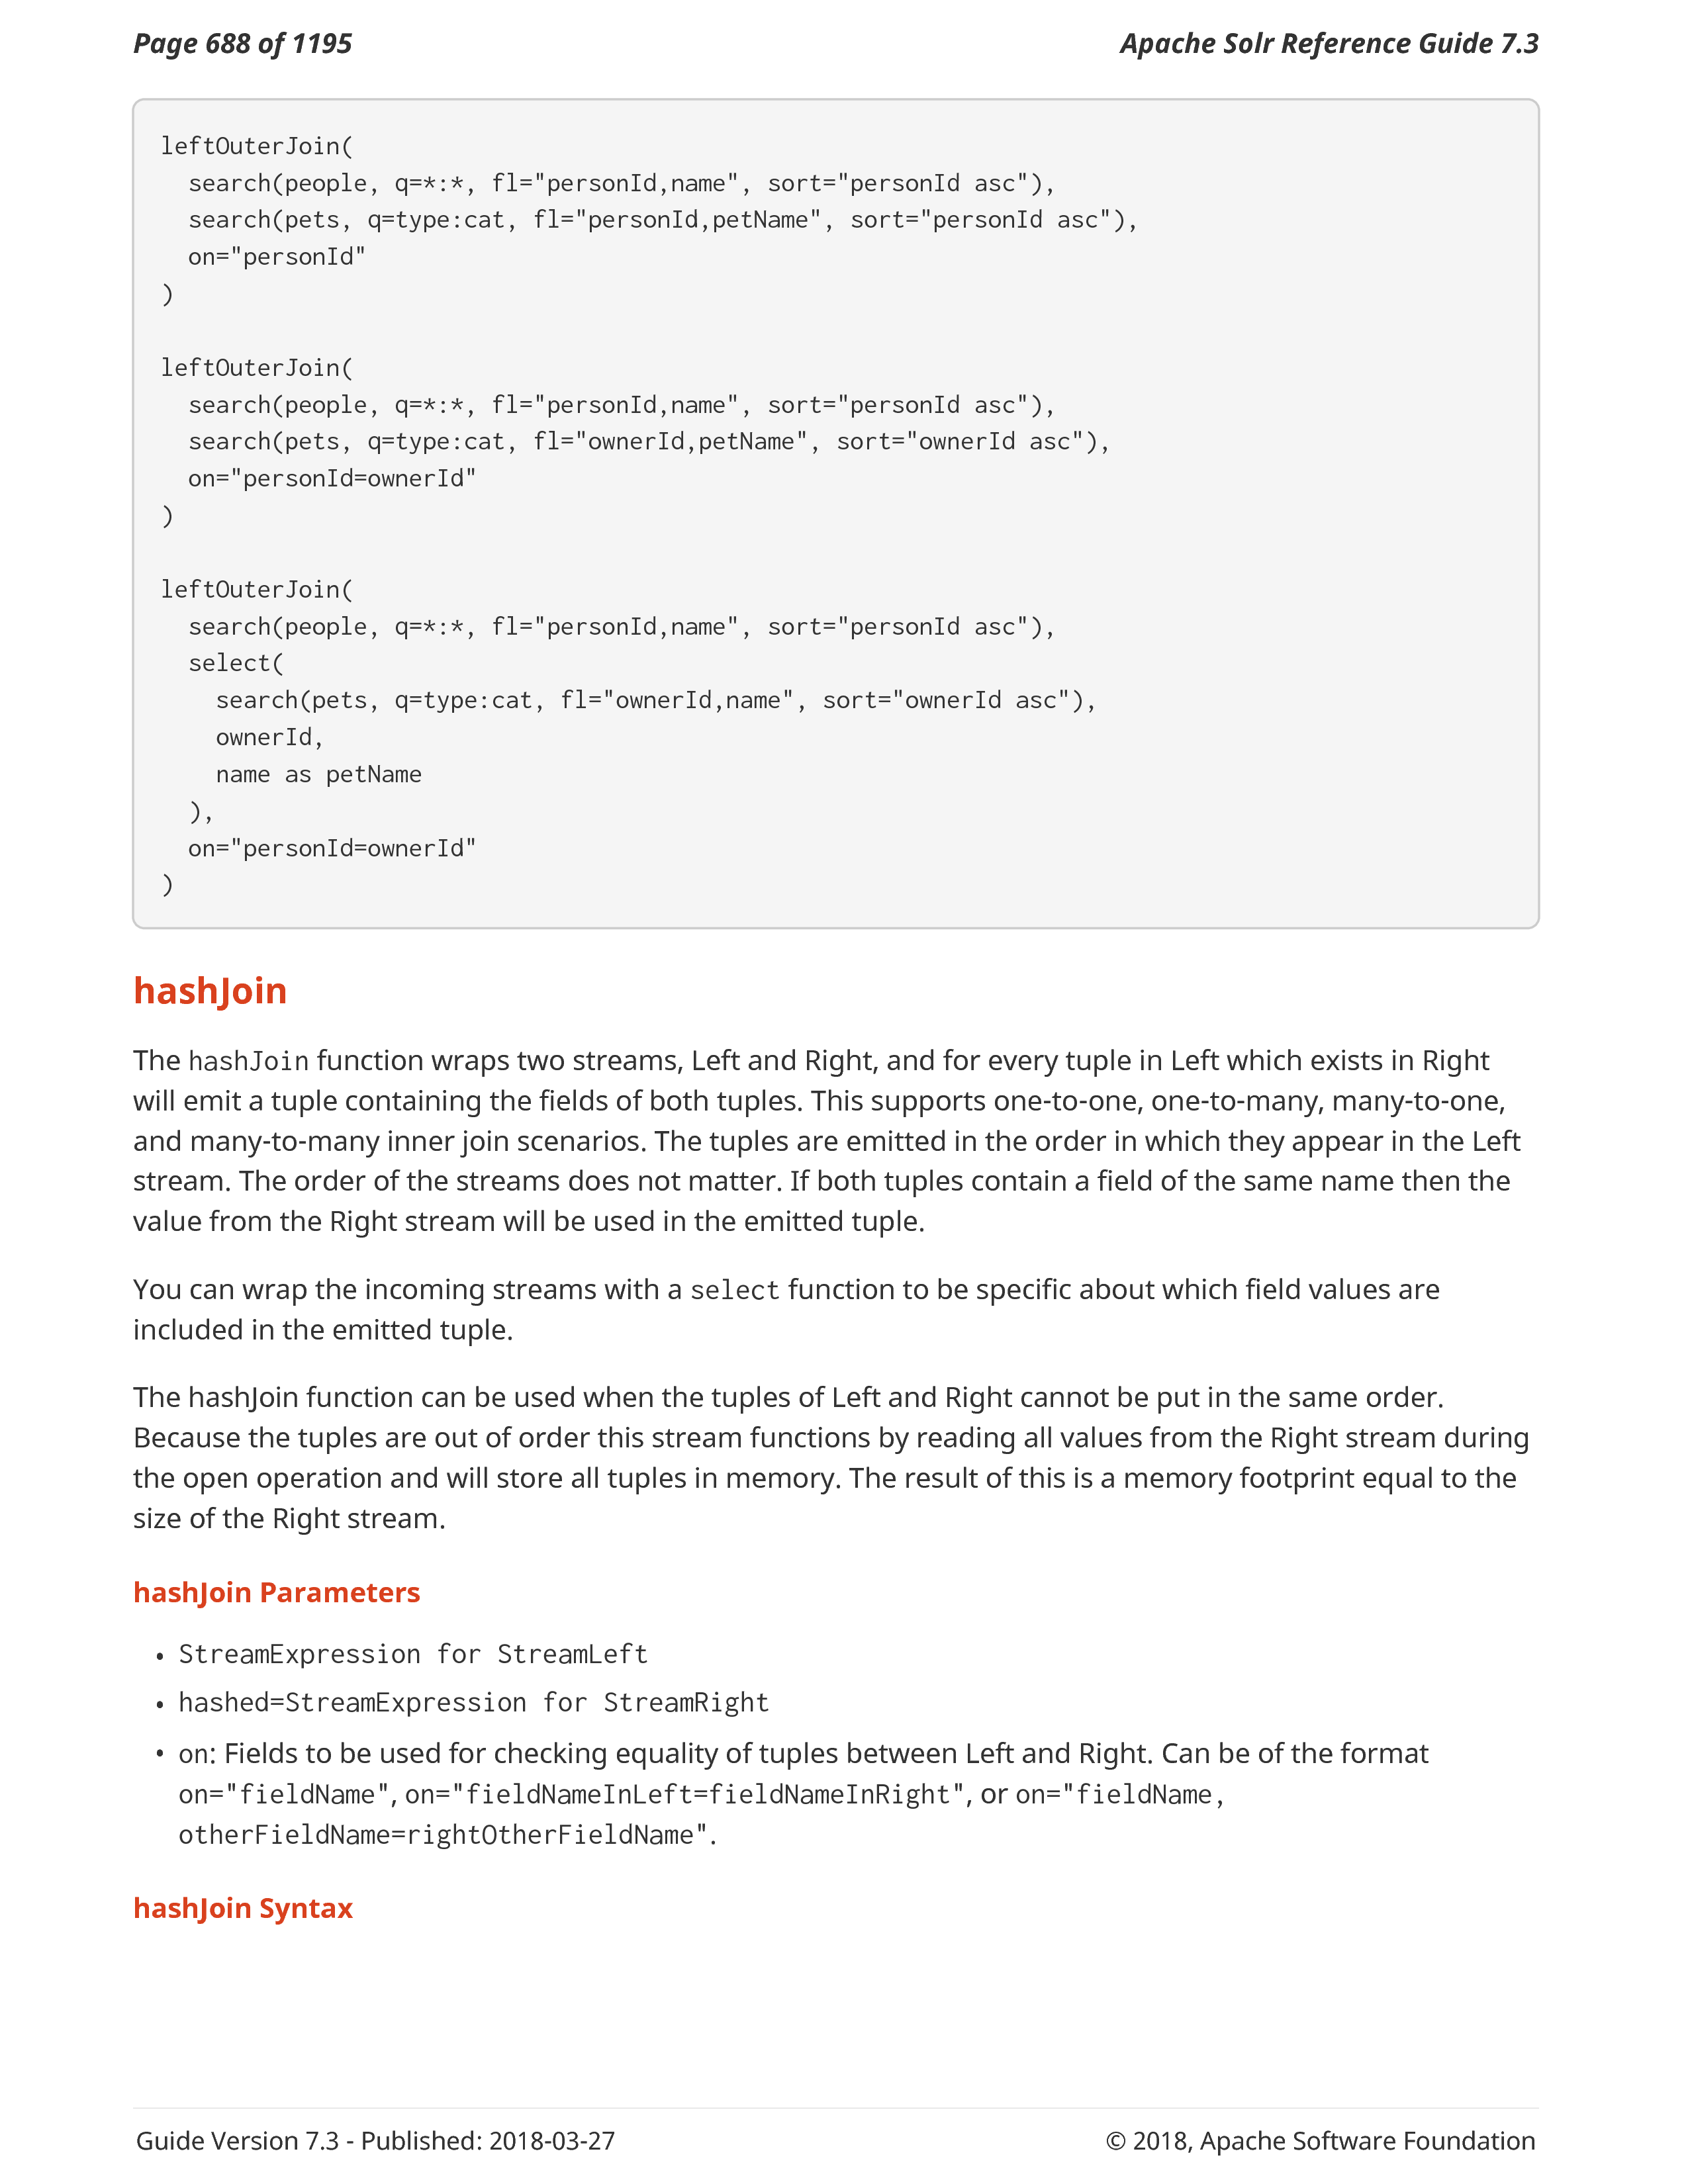 Page 688 of 1195
Apache Solr Reference Guide 7.3
leftOuterJoin(
  search(people, q=*:*, fl="personId,name", sort="personId asc"),
  search(pets, q=type:cat, fl="personId,petName", sort="personId asc"),
  on="personId"
)

leftOuterJoin(
  search(people, q=*:*, fl="personId,name", sort="personId asc"),
  search(pets, q=type:cat, fl="ownerId,petName", sort="ownerId asc"),
  on="personId=ownerId"
)

leftOuterJoin(
  search(people, q=*:*, fl="personId,name", sort="personId asc"),
  select(
    search(pets, q=type:cat, fl="ownerId,name", sort="ownerId asc"),
    ownerId,
    name as petName
  ),
  on="personId=ownerId"
)
hashJoin
The hashJoin function wraps two streams, Left and Right, and for every tuple in Left which exists in Right
will emit a tuple containing the fields of both tuples. This supports one-to-one, one-to-many, many-to-one,
and many-to-many inner join scenarios. The tuples are emitted in the order in which they appear in the Left
stream. The order of the streams does not matter. If both tuples contain a field of the same name then the
value from the Right stream will be used in the emitted tuple.
You can wrap the incoming streams with a select function to be specific about which field values are
included in the emitted tuple.
The hashJoin function can be used when the tuples of Left and Right cannot be put in the same order.
Because the tuples are out of order this stream functions by reading all values from the Right stream during
the open operation and will store all tuples in memory. The result of this is a memory footprint equal to the
size of the Right stream.
hashJoin Parameters
• StreamExpression for StreamLeft
• hashed=StreamExpression for StreamRight
• on: Fields to be used for checking equality of tuples between Left and Right. Can be of the format
on="fieldName", on="fieldNameInLeft=fieldNameInRight", or on="fieldName,
otherFieldName=rightOtherFieldName".
hashJoin Syntax
Guide Version 7.3 - Published: 2018-03-27
© 2018, Apache Software Foundation